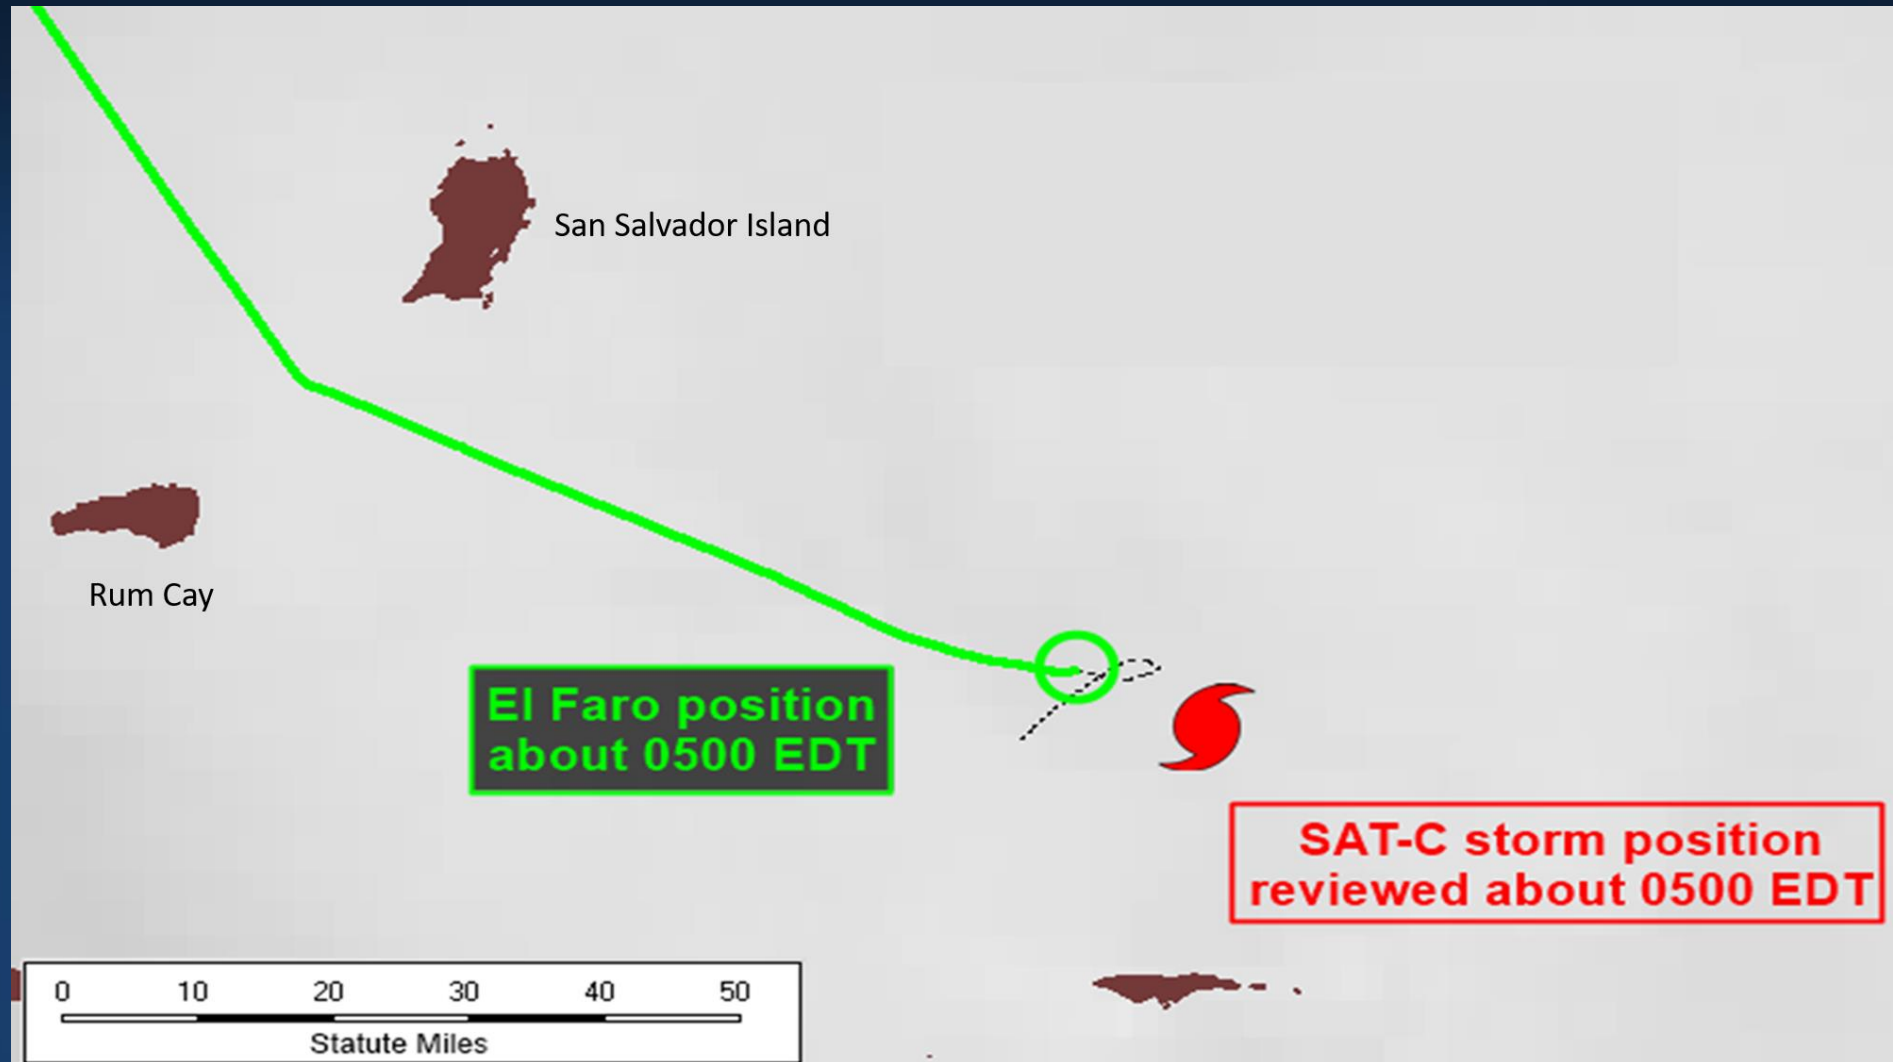 San Salvador Island
Rum Cay
El Faro position
about 0500 EDT
SAT-C storm position
reviewed about 0500 EDT
0 10 20 30 40 50
Statute Miles